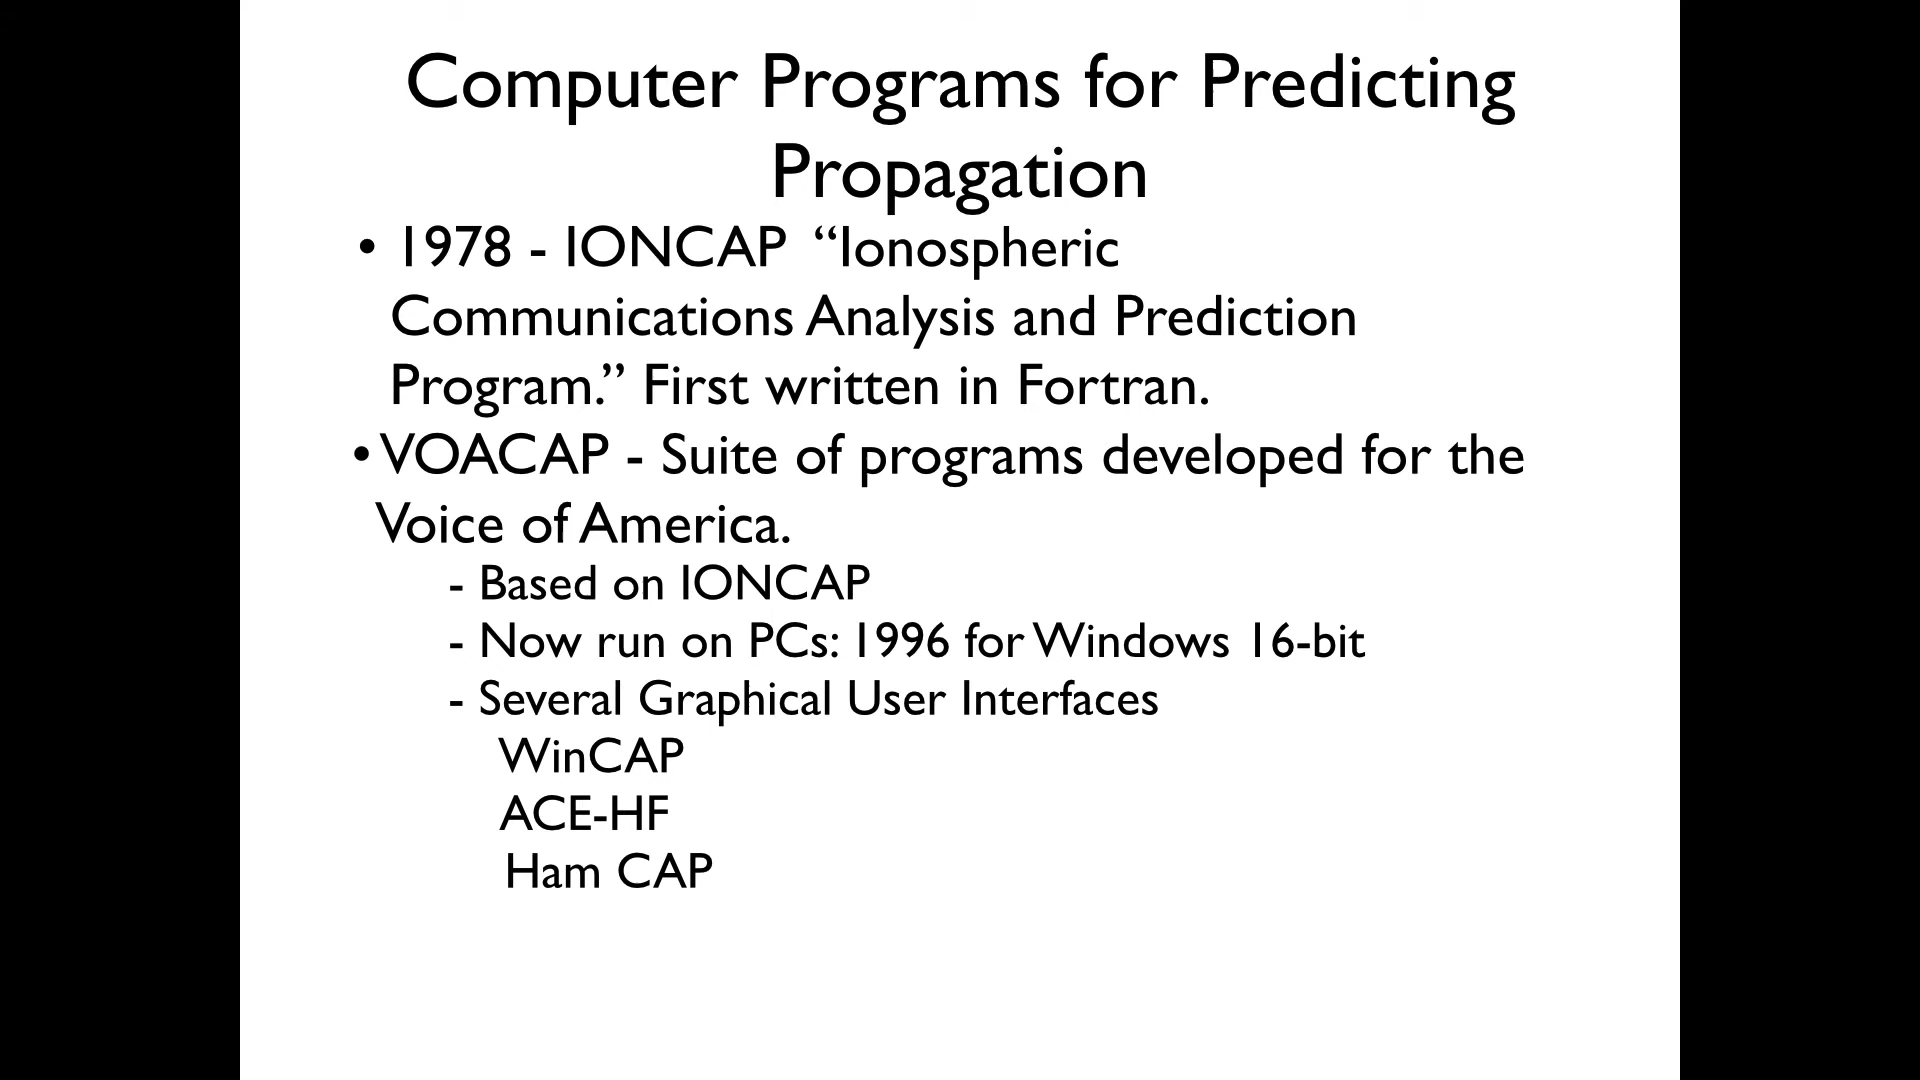 Computer Programs for Predicting
Propagation
• 1978 - IONCAP “Ionospheric
Communications Analysis and Prediction
Program.” First written in Fortran.
• VOACAP - Suite of programs developed for the
Voice of America.
- Based on IONCAP
- Now run on PCs: 1996 for Windows 16-bit
- Several Graphical User Interfaces
WinCAP
ACE-HF
Ham CAP